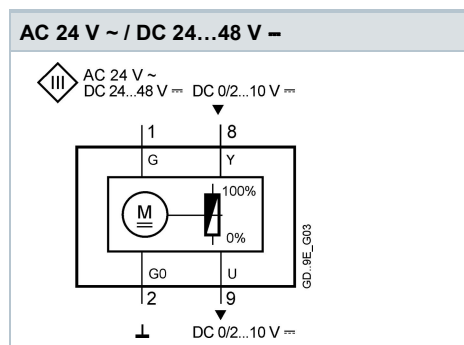 AC 24 V ~ / DC 24…48 V ⎓
III
AC 24 V ~
DC 24...48 V ⎓ DC 0/2...10 V ⎓
1 8
G Y
100%
M
0%
G0 U
2 9
DC 0/2...10 V ⎓
GD..9E_G03